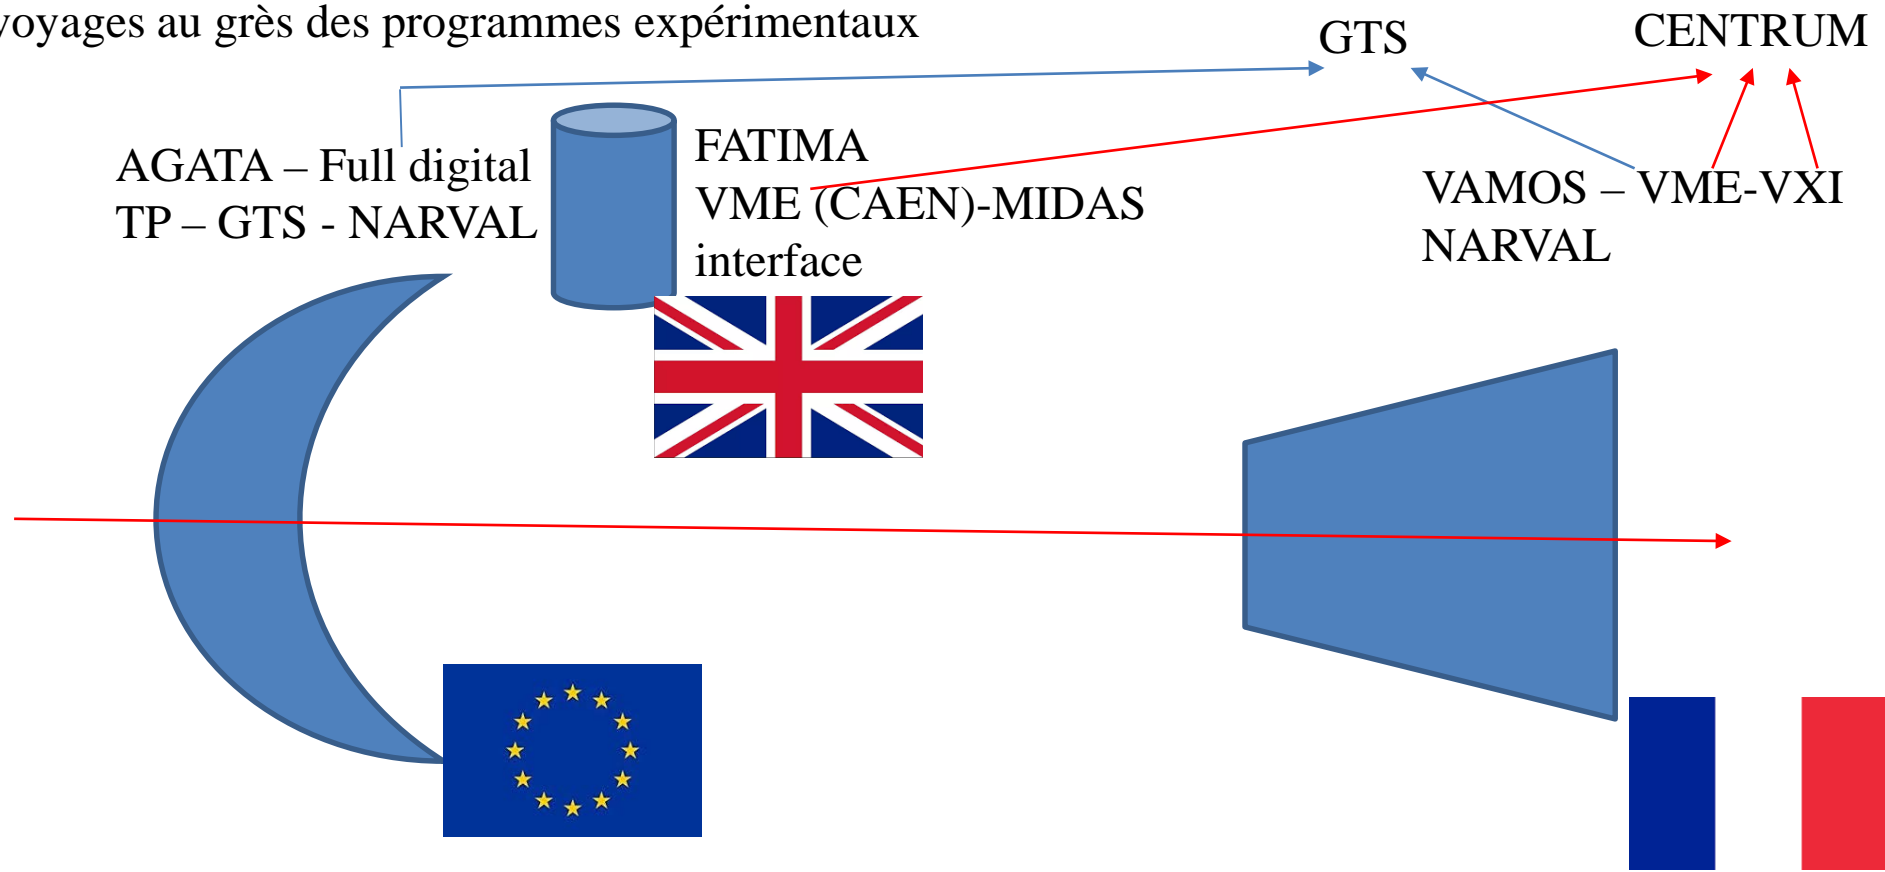 voyages au grès des programmes expérimentaux
GTS
CENTRUM
AGATA – Full digital
TP – GTS - NARVAL
FATIMA
VME (CAEN)-MIDAS
interface
VAMOS – VME-VXI
NARVAL